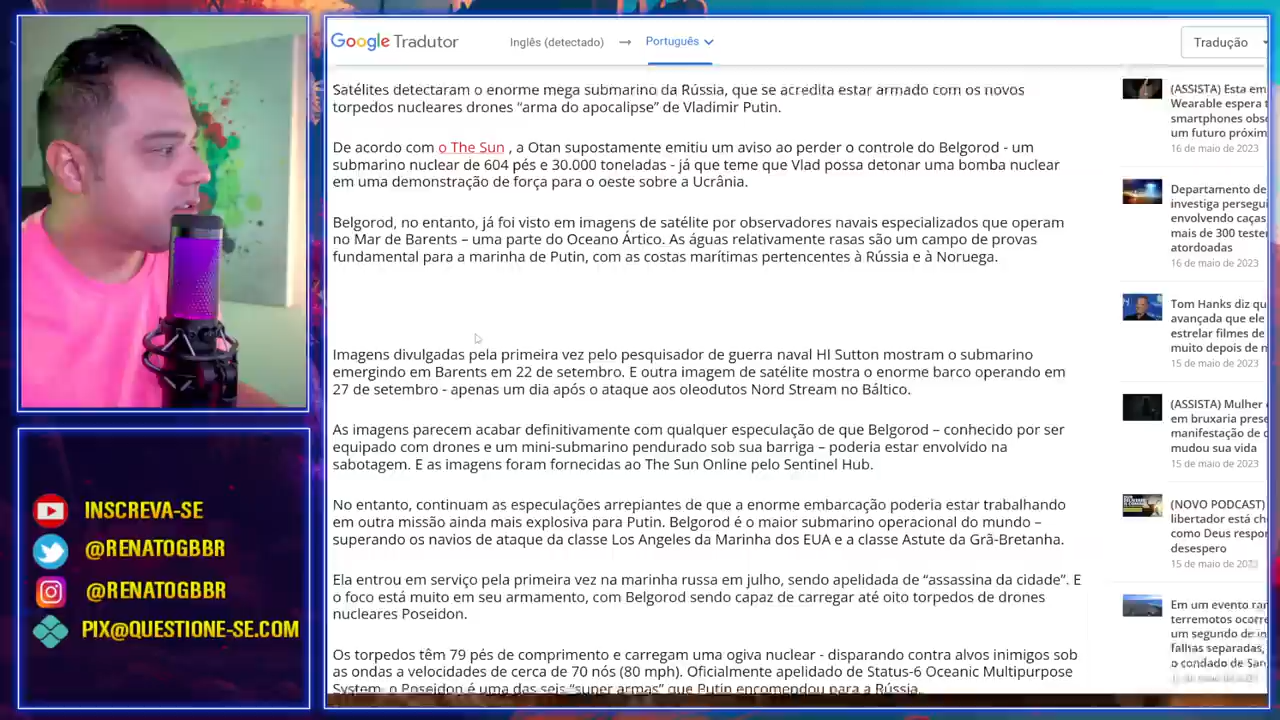 Google Tradutor
Inglês (detectado) → Português
Tradução
Satélites detectaram o enorme mega submarino da Rússia, que se acredita estar armado com os novos
torpedos nucleares drones “arma do apocalipse” de Vladimir Putin.
De acordo com o The Sun , a Otan supostamente emitiu um aviso ao perder o controle do Belgorod - um
submarino nuclear de 604 pés e 30.000 toneladas - já que teme que Vlad possa detonar uma bomba nuclear
em uma demonstração de força para o oeste sobre a Ucrânia.
Belgorod, no entanto, já foi visto em imagens de satélite por observadores navais especializados que operam
no Mar de Barents – uma parte do Oceano Ártico. As águas relativamente rasas são um campo de provas
fundamental para a marinha de Putin, com as costas marítimas pertencentes à Rússia e à Noruega.
Imagens divulgadas pela primeira vez pelo pesquisador de guerra naval HI Sutton mostram o submarino
emergindo em Barents em 22 de setembro. E outra imagem de satélite mostra o enorme barco operando em
27 de setembro - apenas um dia após o ataque aos oleodutos Nord Stream no Báltico.
As imagens parecem acabar definitivamente com qualquer especulação de que Belgorod – conhecido por ser
equipado com drones e um mini-submarino pendurado sob sua barriga – poderia estar envolvido na
sabotagem. E as imagens foram fornecidas ao The Sun Online pelo Sentinel Hub.
No entanto, continuam as especulações arrepiantes de que a enorme embarcação poderia estar trabalhando
em outra missão ainda mais explosiva para Putin. Belgorod é o maior submarino operacional do mundo –
superando os navios de ataque da classe Los Angeles da Marinha dos EUA e a classe Astute da Grã-Bretanha.
Ela entrou em serviço pela primeira vez na marinha russa em julho, sendo apelidada de “assassina da cidade”. E
o foco está muito em seu armamento, com Belgorod sendo capaz de carregar até oito torpedos de drones
nucleares Poseidon.
Os torpedos têm 79 pés de comprimento e carregam uma ogiva nuclear - disparando contra alvos inimigos sob
as ondas a velocidades de cerca de 70 nós (80 mph). Oficialmente apelidado de Status-6 Oceanic Multipurpose
System, o Poseidon é uma das seis “super armas” que Putin encomendou para a Rússia.
(ASSISTA) Esta em
Wearable espera t
smartphones obs
um futuro próxim
16 de maio de 2023
Departamento de
investiga persegui
envolvendo caças
mais de 300 tester
atordoadas
16 de maio de 2023
Tom Hanks diz qu
avançada que ele
estrelar filmes de
muito depois de m
15 de maio de 2023
(ASSISTA) Mulher
em bruxaria prese
manifestação de
mudou sua vida
15 de maio de 2023
(NOVO PODCAST)
libertador está ch
como Deus respon
desespero
15 de maio de 2023
Em um evento rar
terremotos ocorre
um segundo de in
falhas separadas,
o condado de San
INSCREVA-SE
@RENATOGBBR
@RENATOGBBR
PIX@QUESTIONE-SE.COM